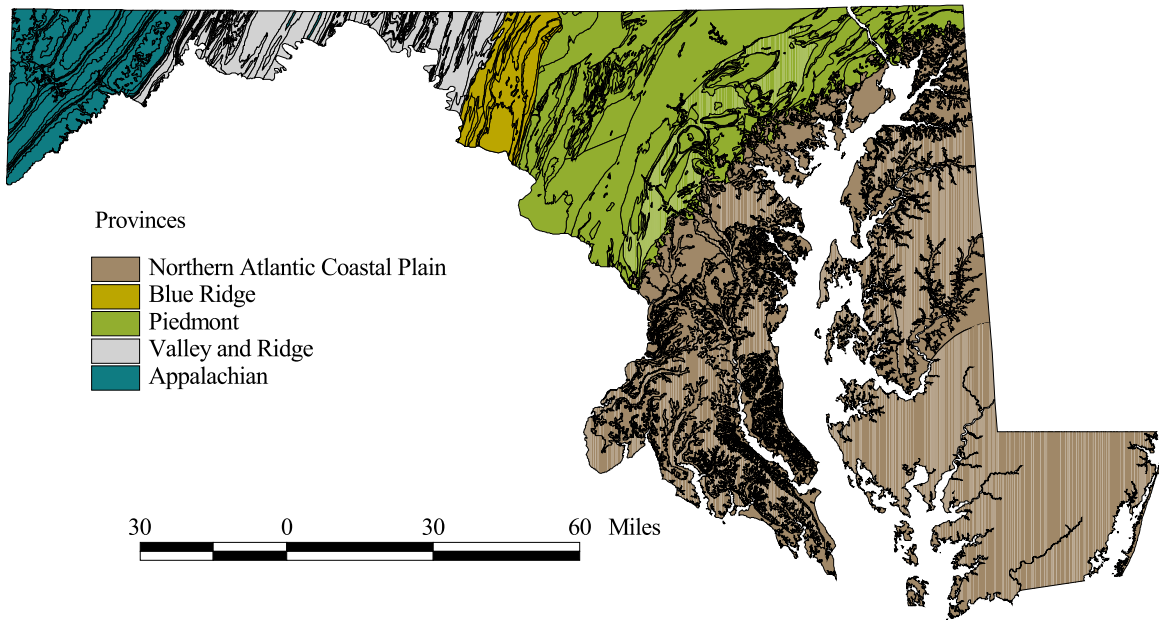 Provinces
Northern Atlantic Coastal Plain
Blue Ridge
Piedmont
Valley and Ridge
Appalachian
30 0 30 60 Miles